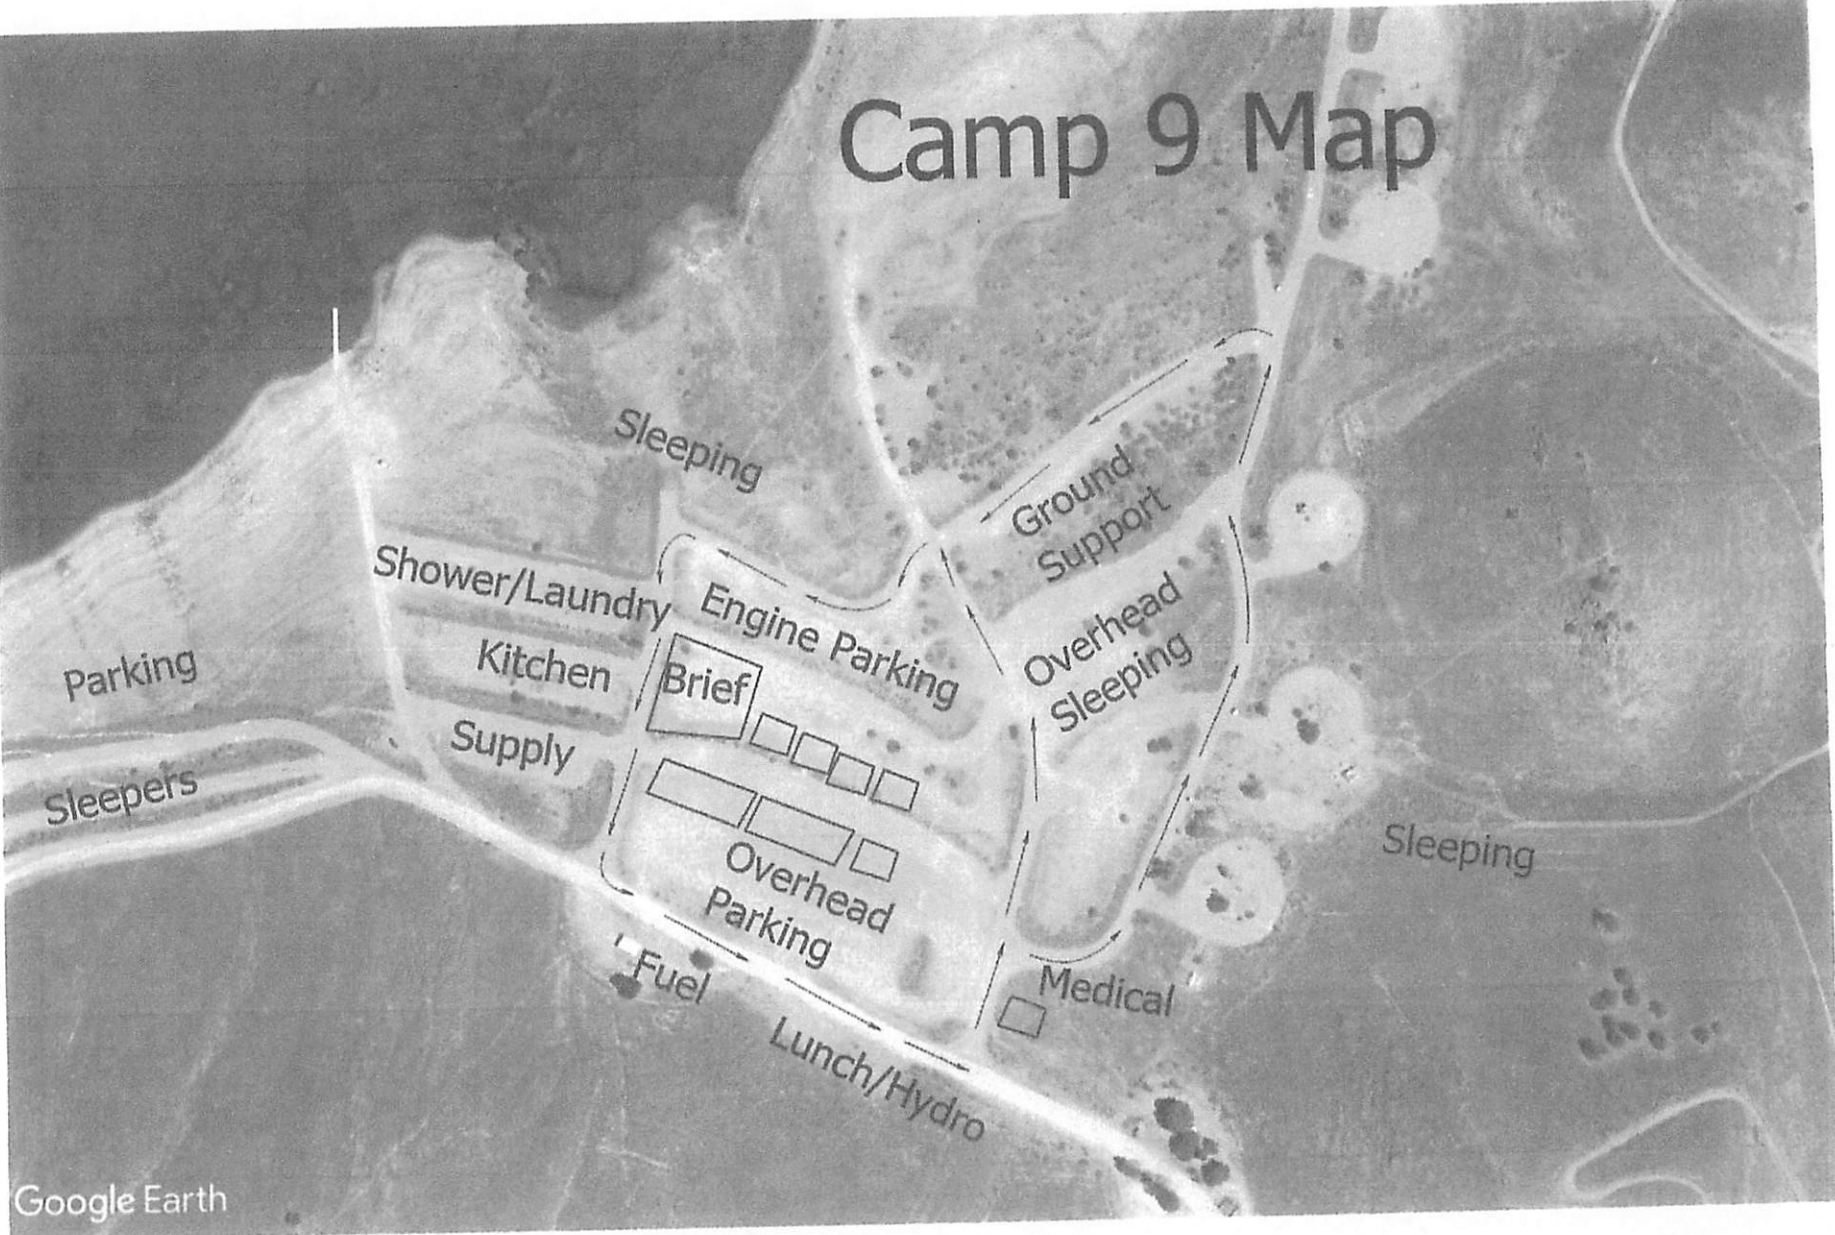 Camp 9 Map
Sleeping
Ground
Support
Shower/Laundry
Engine Parking
Overhead
Sleeping
Kitchen
Brief
Parking
Supply
Sleepers
Overhead
Parking
Sleeping
Fuel
Medical
Lunch/Hydro
Google Earth